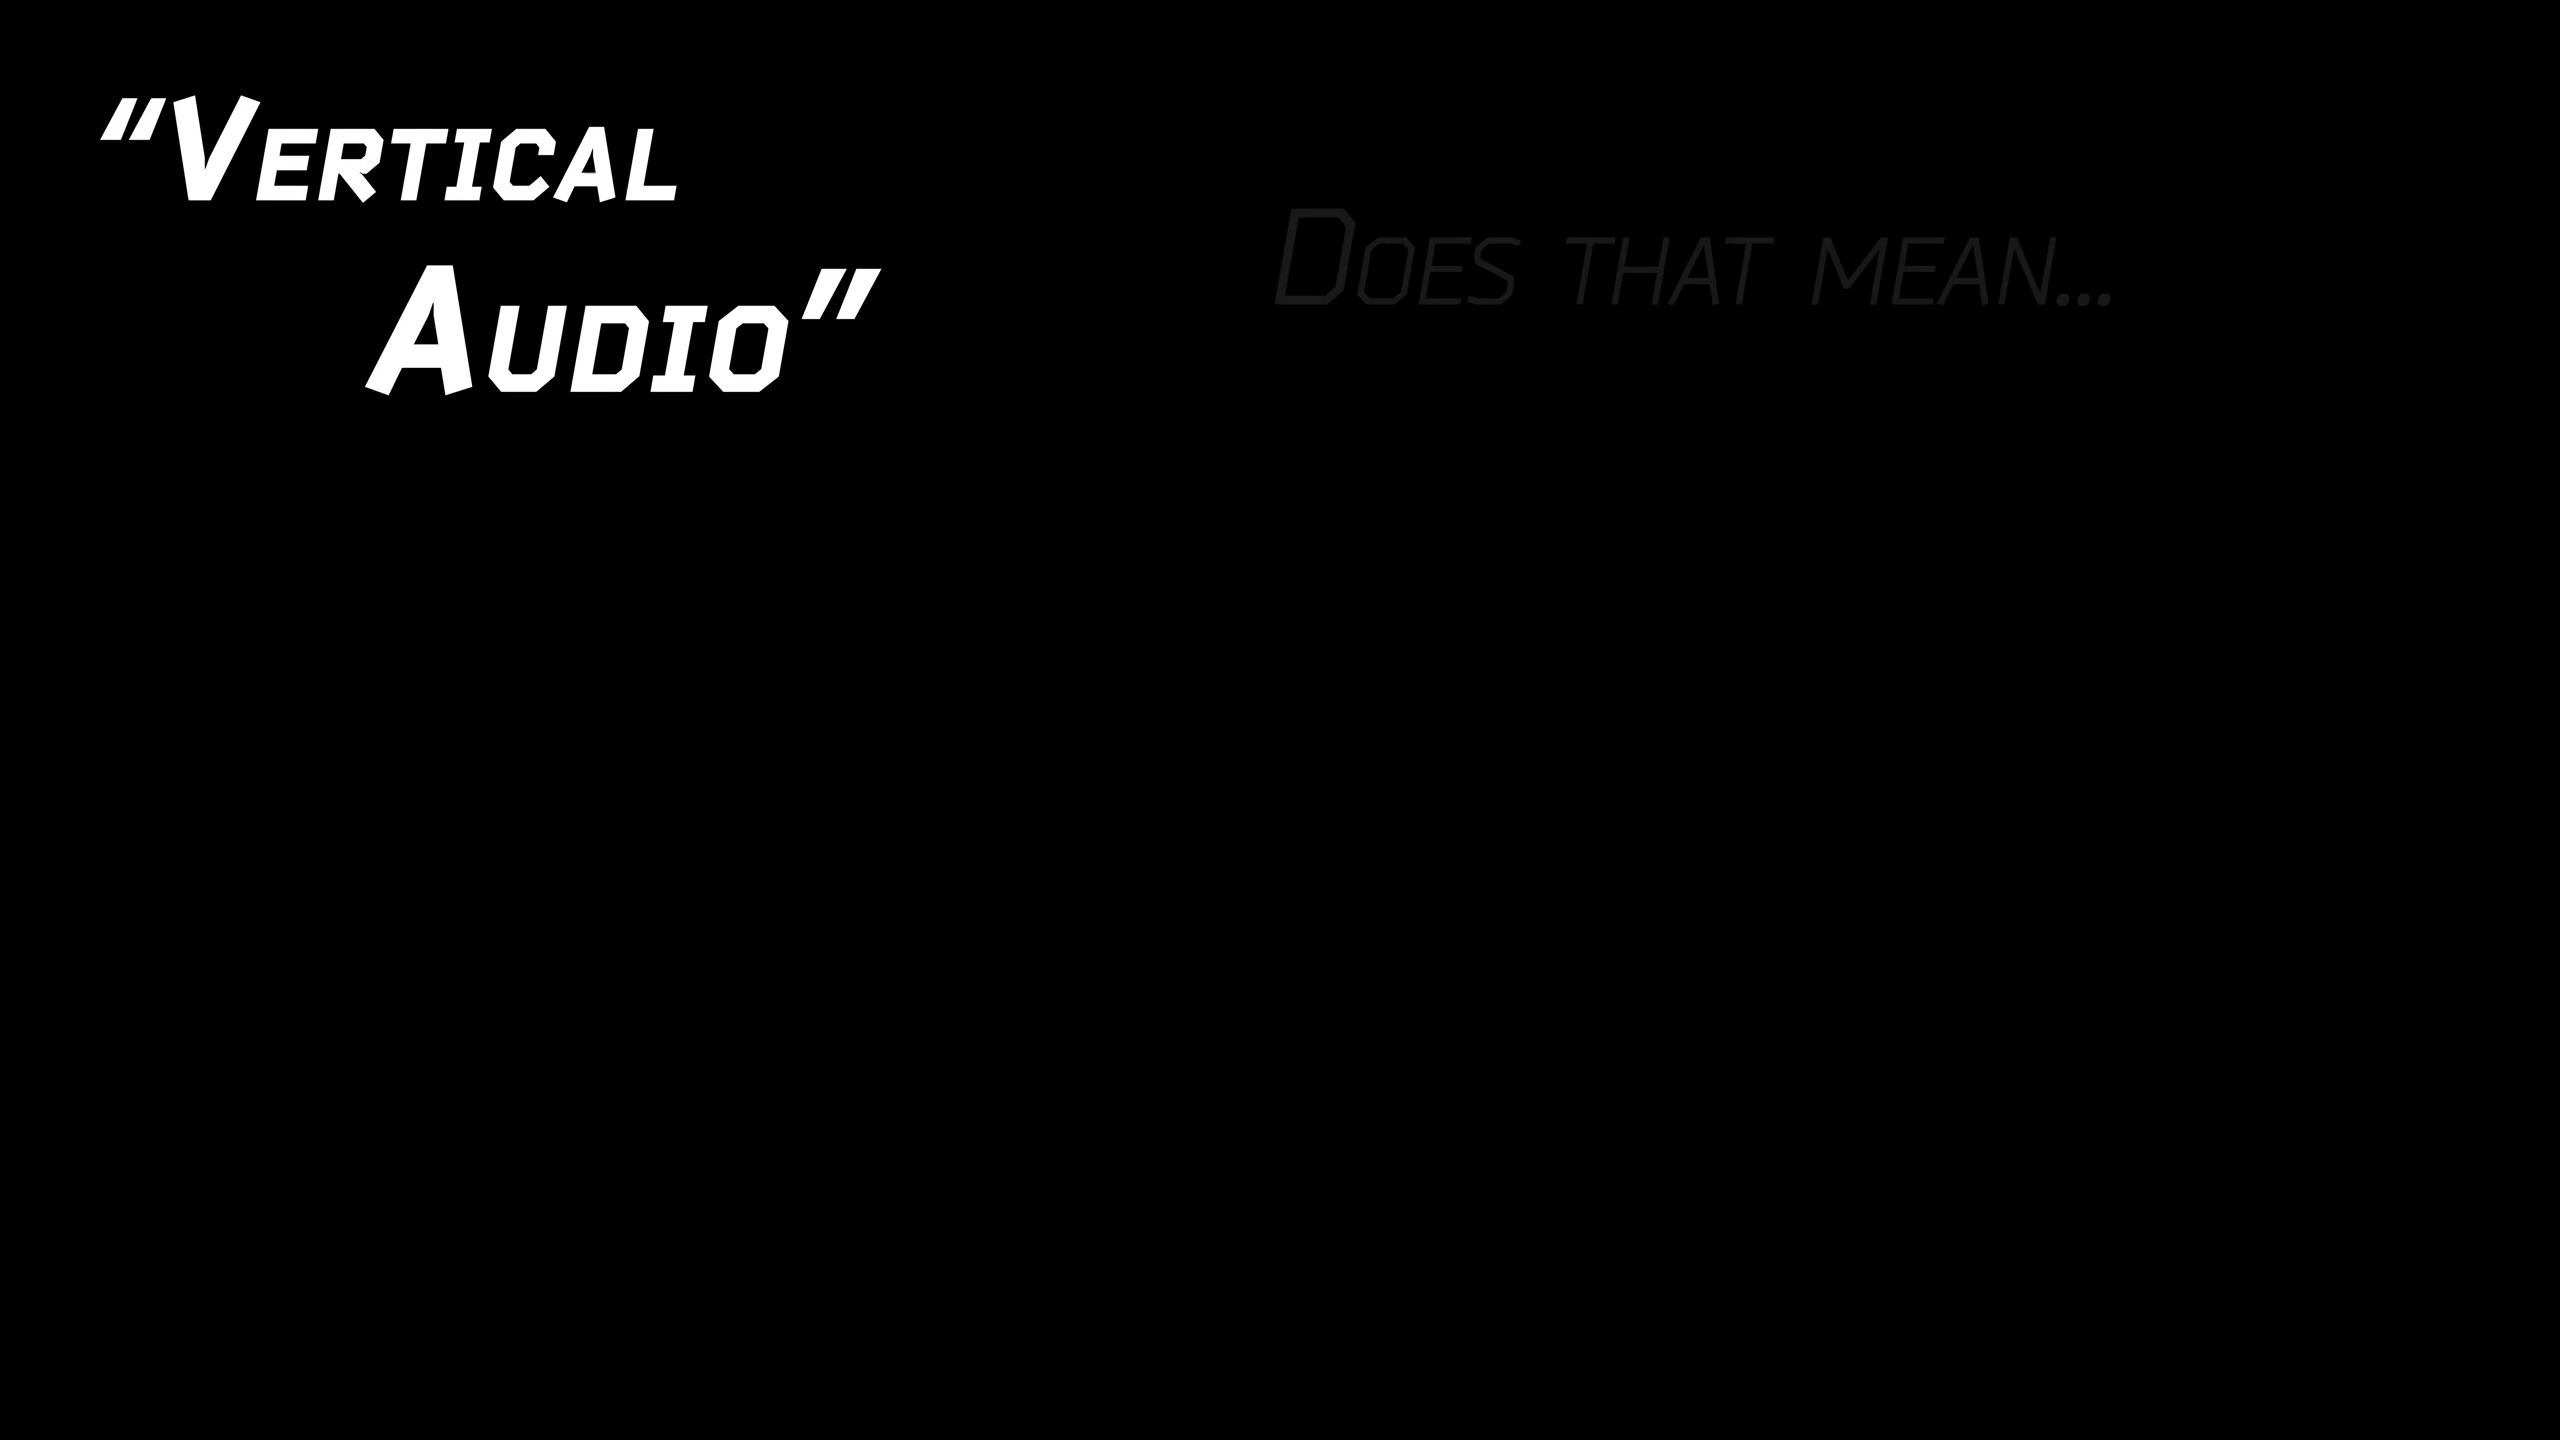 “Vertical
Audio”
Does that mean...